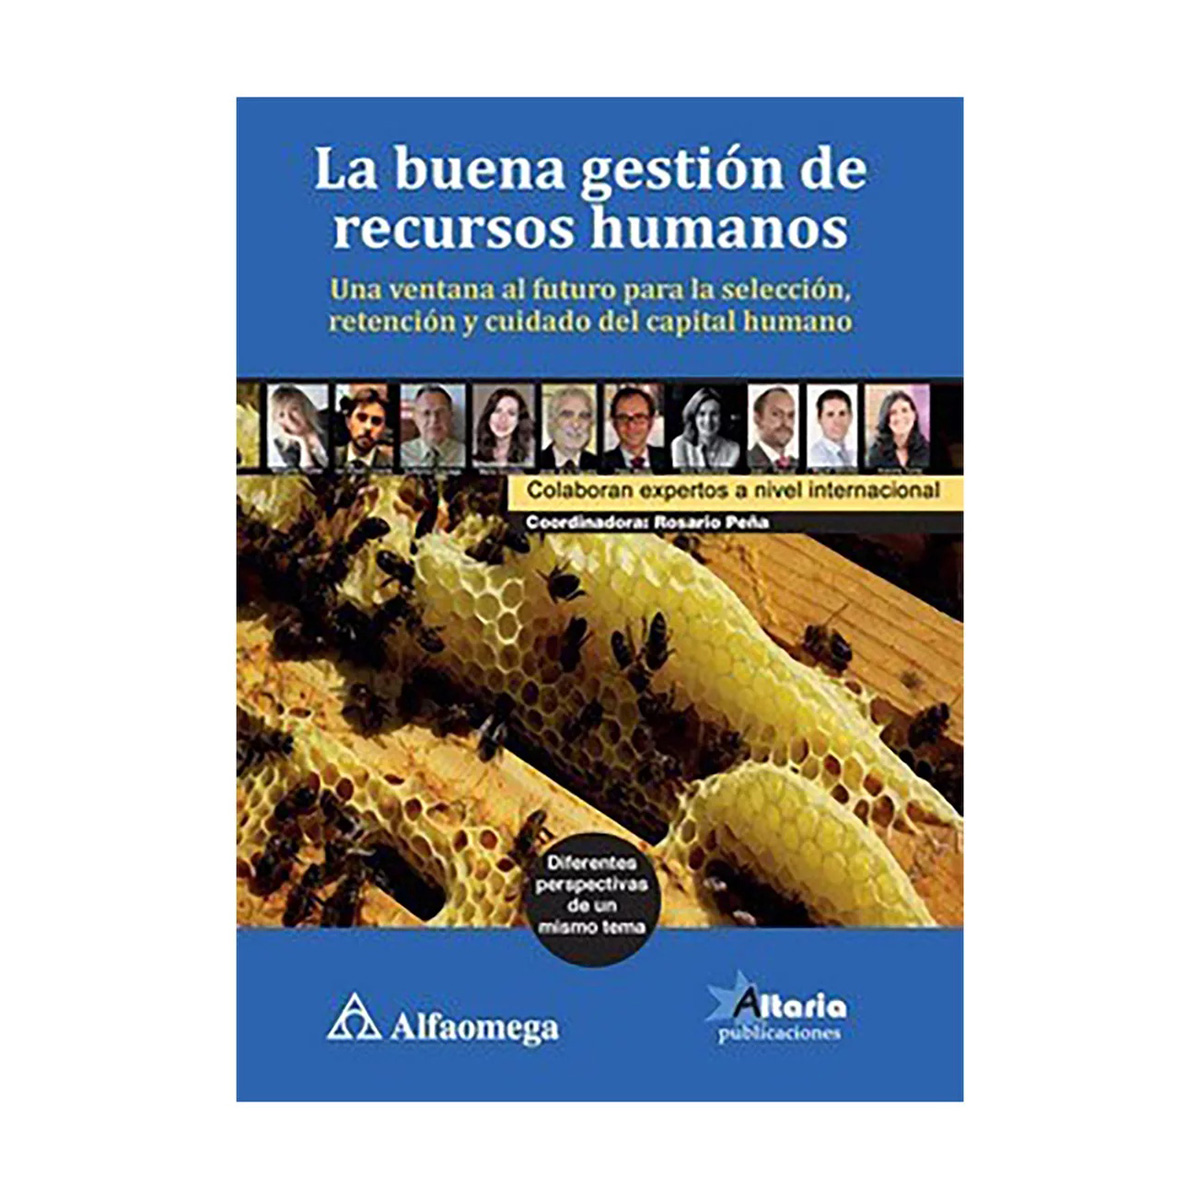 La buena gestión de
recursos humanos
Una ventana al futuro para la selección,
retención y cuidado del capital humano
Colaboran expertos a nivel internacional
Coordinadora: Rosario Peña
Diferentes
perspectivas
de un
mismo tema
Alfaomega
Altaria
publicaciones